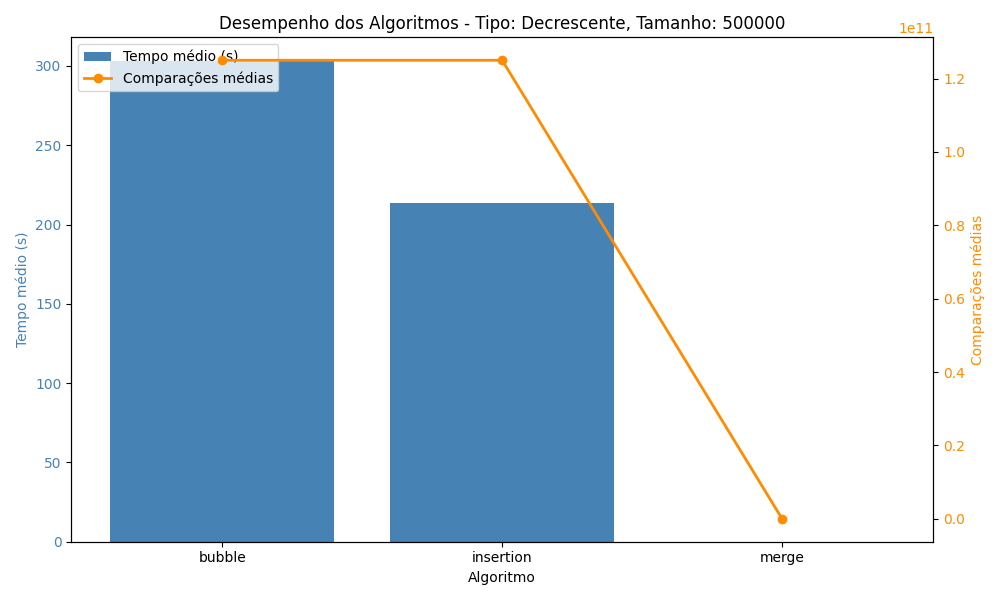 Desempenho dos Algoritmos - Tipo: Decrescente, Tamanho: 500000
1e11
Tempo médio (s)
Comparações médias
300
250
200
150
100
50
0
Tempo médio (s)
1.2
1.0
0.8
0.6
0.4
0.2
0.0
Comparações médias
bubble
insertion
merge
Algoritmo